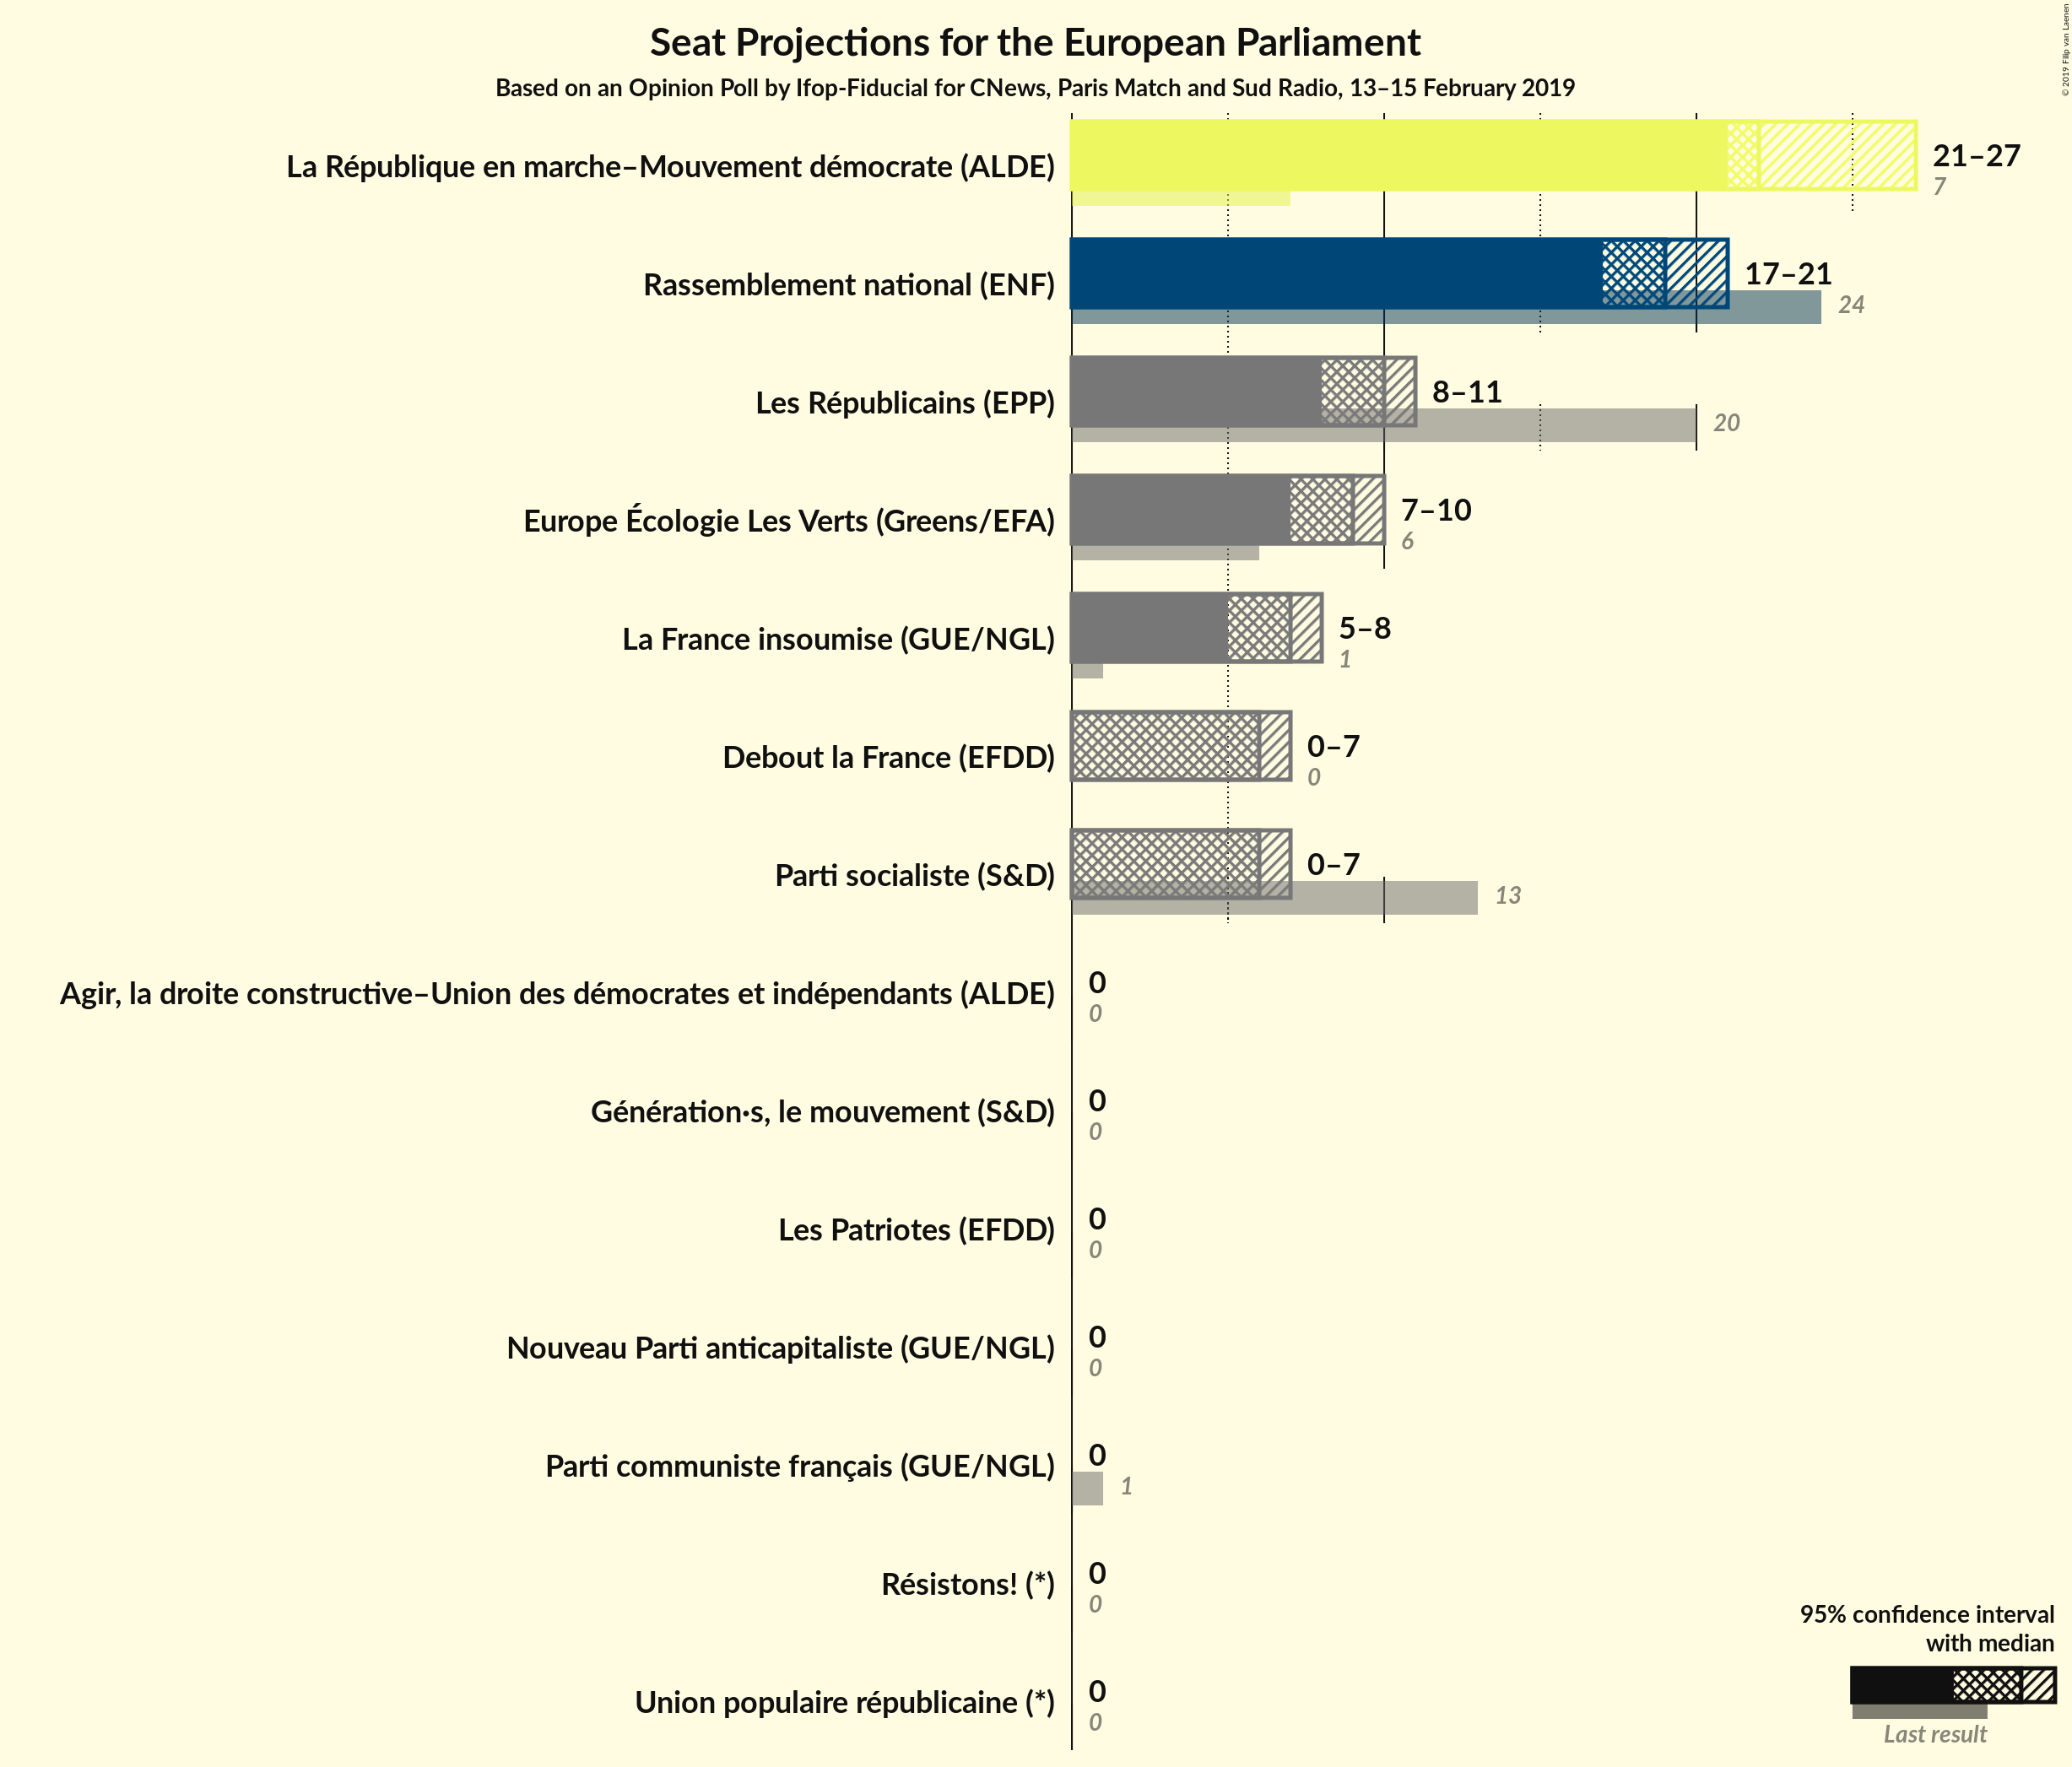 Seat Projections for the European Parliament
Based on an Opinion Poll by Ifop-Fiducial for CNews, Paris Match and Sud Radio, 13–15 February 2019
© 2019 Filip van Laenen
La République en marche–Mouvement démocrate (ALDE)
21–27
7
Rassemblement national (ENF)
17–21
24
Les Républicains (EPP)
8–11
20
Europe Écologie Les Verts (Greens/EFA)
7–10
6
La France insoumise (GUE/NGL)
5–8
1
Debout la France (EFDD)
0–7
0
Parti socialiste (S&D)
0–7
13
Agir, la droite constructive–Union des démocrates et indépendants (ALDE)
0
0
Génération·s, le mouvement (S&D)
0
0
Les Patriotes (EFDD)
0
0
Nouveau Parti anticapitaliste (GUE/NGL)
0
0
Parti communiste français (GUE/NGL)
0
1
Résistons! (*)
0
0
Union populaire républicaine (*)
0
0
95% confidence interval
with median
Last result